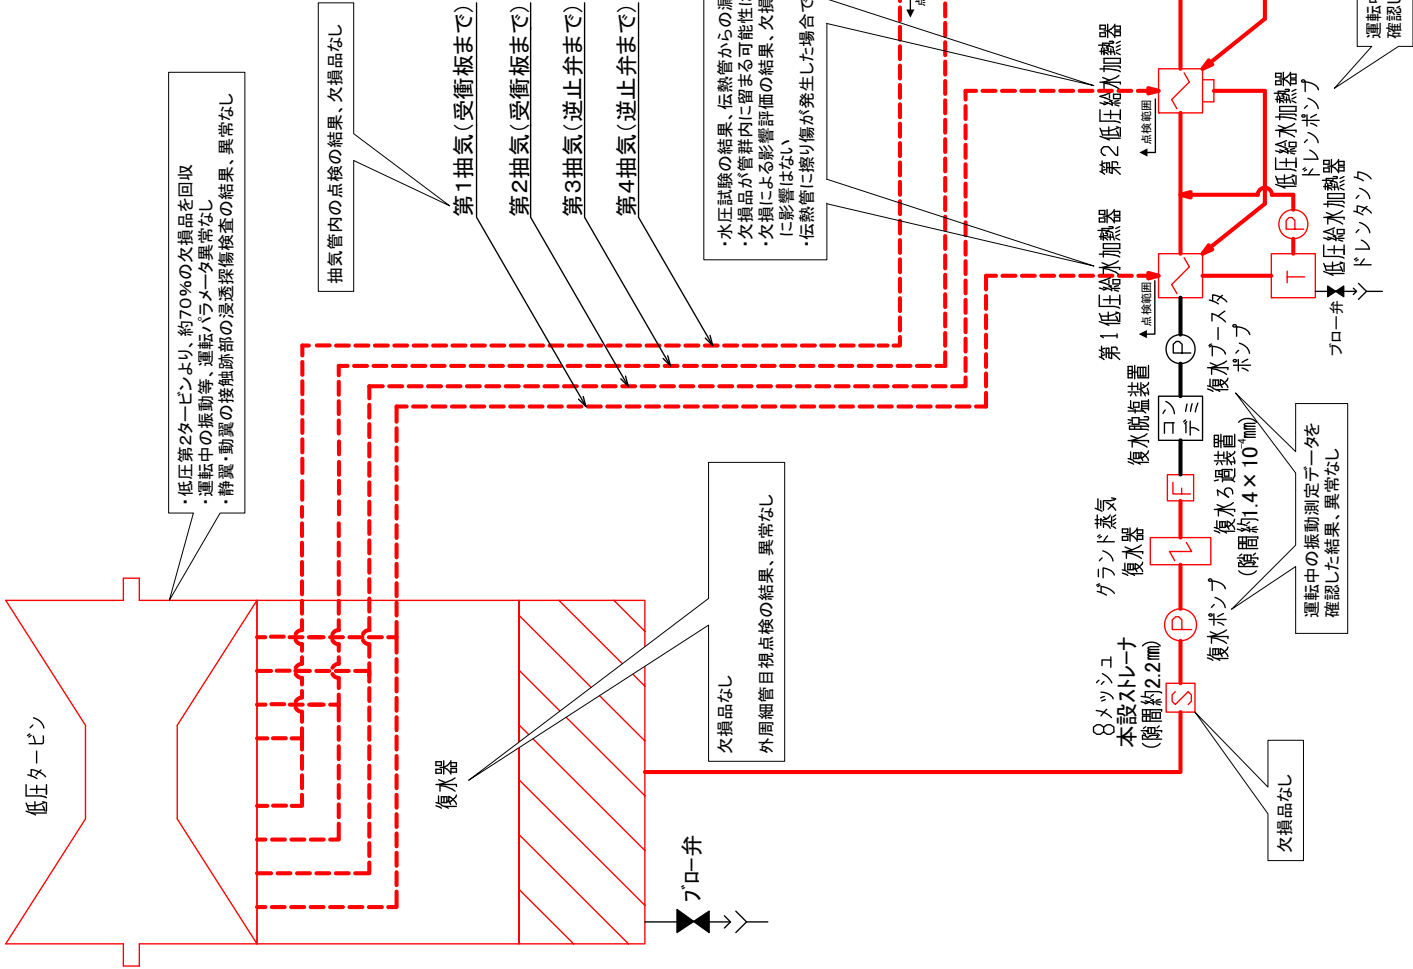 低圧タービン
・低圧第2タービンより、約70%の欠損品を回収
・運転中の振動等、運転パラメータ異常なし
・静翼・動翼の接触跡部の浸透探傷検査の結果、異常なし
抽気管内の点検の結果、欠損品なし
第1抽気(受衝板まで)
第2抽気(受衝板まで)
第3抽気(逆止弁まで)
第4抽気(逆止弁まで)
復水器
欠損品なし
外周細管目視点検の結果、異常なし
ブロー弁
・水圧試験の結果、伝熱管からの漏
・欠損品が管群内に留まる可能性に
・欠損による影響評価の結果、欠損
に影響はない
・伝熱管に擦り傷が発生した場合で
点
第2低圧給水加熱器
点検範囲
第1低圧給水加熱器
点検範囲
低圧給水加熱器
ドレンポンプ
P
低圧給水加熱器
ドレンタンク
T
ブロー弁
復水ブースタ
ポンプ
P
復水脱塩装置
コン
デミ
復水ろ過装置
(隙間約1.4×10⁻⁴mm)
F
グランド蒸気
復水器
復水ポンプ
P
8メッシュ
本設ストレーナ
(隙間約2.2mm)
S
欠損品なし
運転中の振動測定データを
確認した結果、異常なし
運転中
確認し